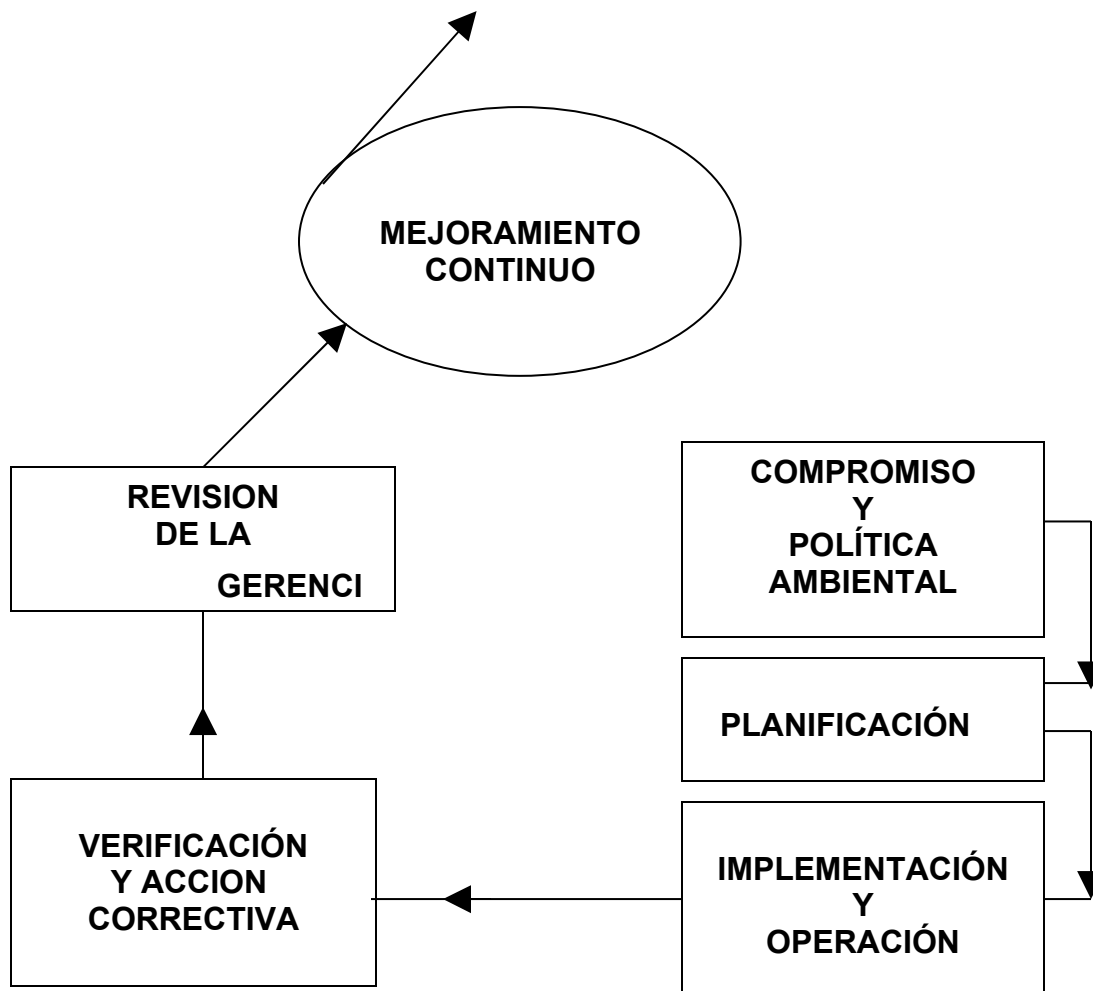 MEJORAMIENTO
CONTINUO
REVISION
DE LA
GERENCI
COMPROMISO
Y
POLÍTICA
AMBIENTAL
PLANIFICACIÓN
VERIFICACIÓN
Y ACCION
CORRECTIVA
IMPLEMENTACIÓN
Y
OPERACIÓN